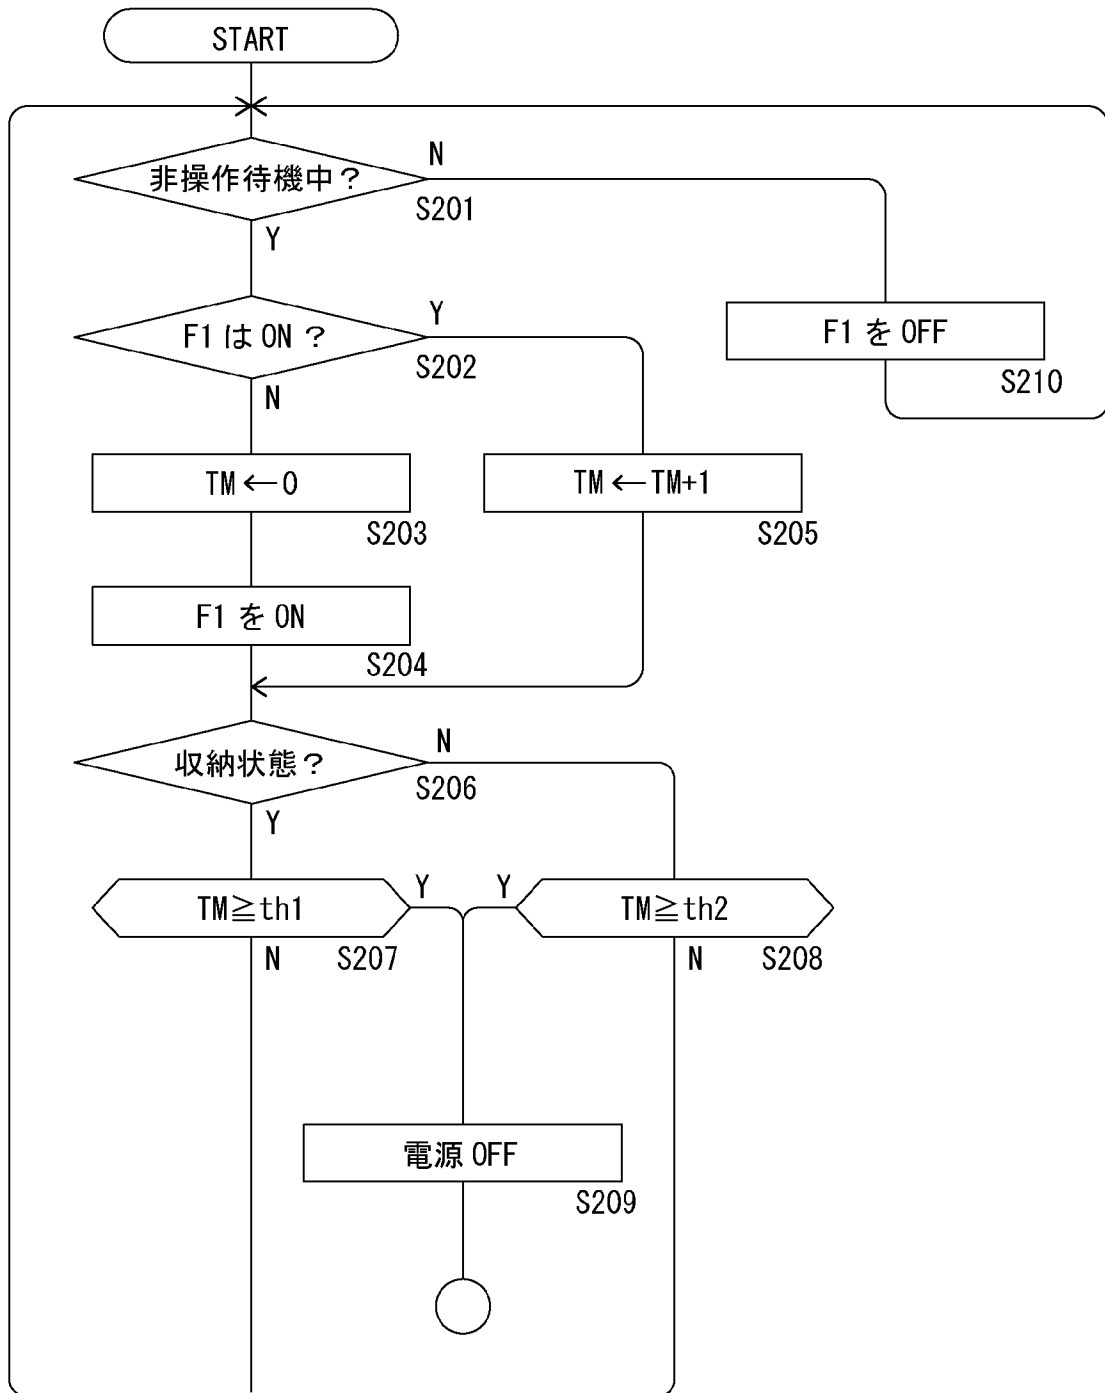 START
非操作待機中？
N
S201
Y
F1 は ON ？
Y
S202
N
F1 を OFF
S210
TM ← 0
S203
TM ← TM+1
S205
F1 を ON
S204
収納状態？
N
S206
Y
TM≧th1
Y
S207
N
Y
TM≧th2
S208
N
電源 OFF
S209